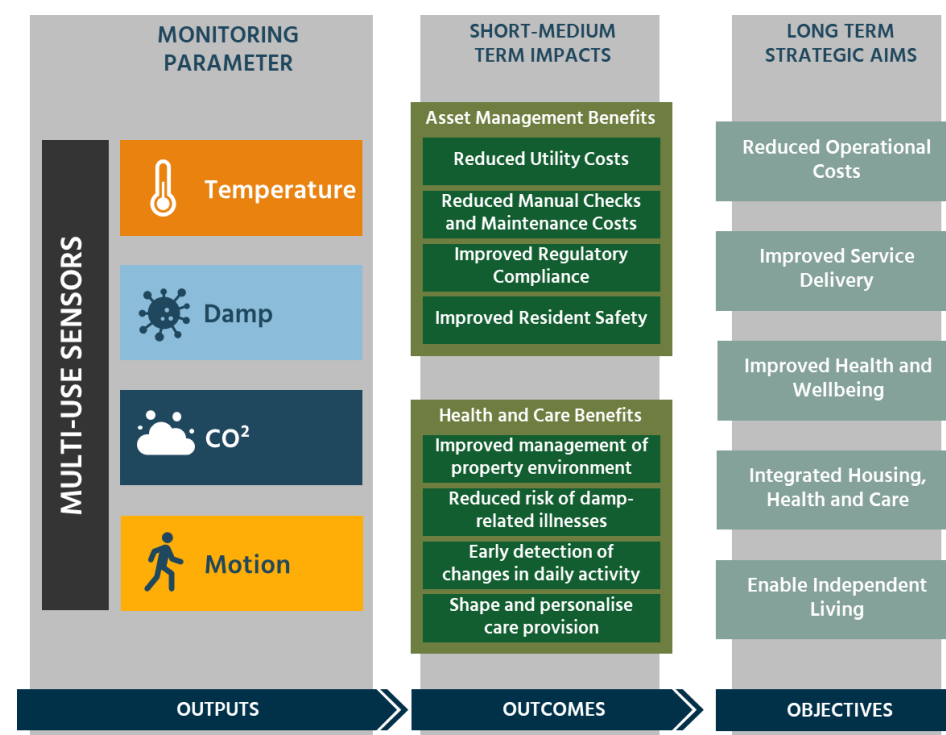 MONITORING
PARAMETER
MULTI-USE SENSORS
Temperature
Damp
CO²
Motion
OUTPUTS
SHORT-MEDIUM
TERM IMPACTS
Asset Management Benefits
Reduced Utility Costs
Reduced Manual Checks
and Maintenance Costs
Improved Regulatory
Compliance
Improved Resident Safety
Health and Care Benefits
Improved management of
property environment
Reduced risk of damp-
related illnesses
Early detection of
changes in daily activity
Shape and personalise
care provision
OUTCOMES
LONG TERM
STRATEGIC AIMS
Reduced Operational
Costs
Improved Service
Delivery
Improved Health and
Wellbeing
Integrated Housing,
Health and Care
Enable Independent
Living
OBJECTIVES